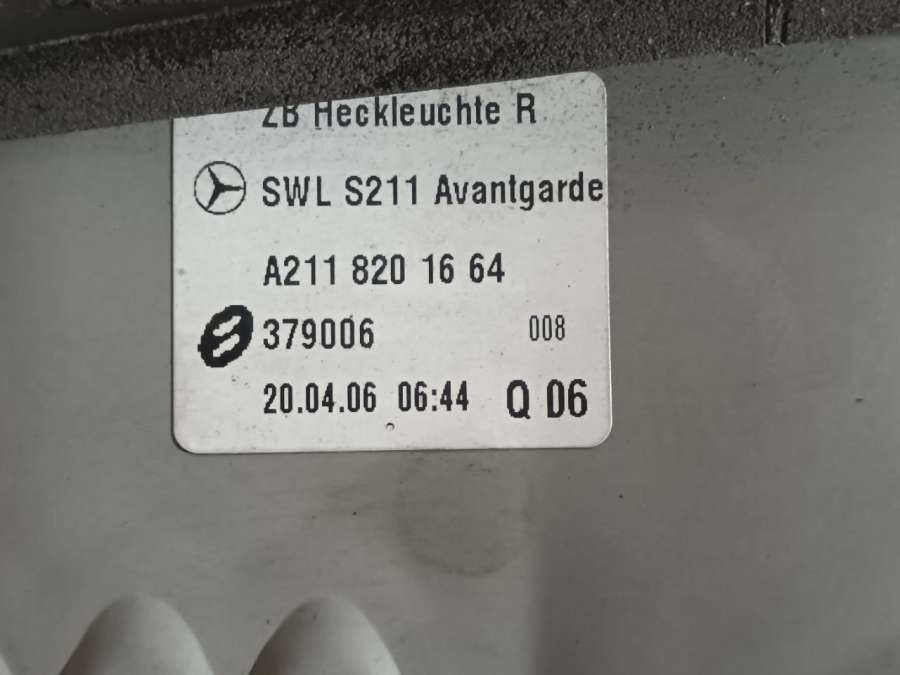 ZB Heckleuchte R
SWL S211 Avantgarde
A211 820 16 64
379006 008
20.04.06 06:44 Q 06